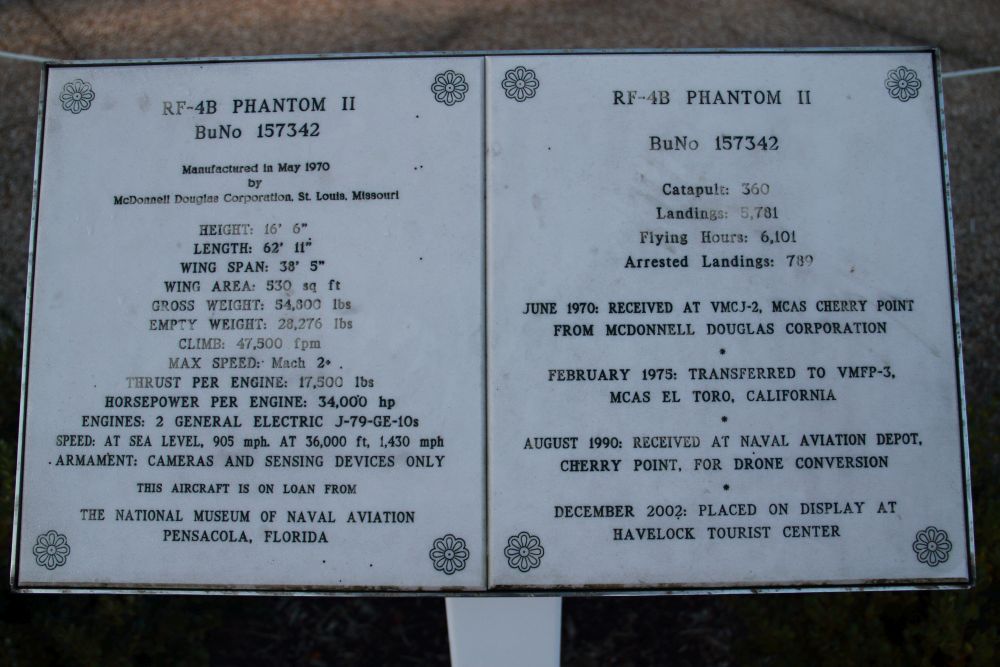 RF-4B PHANTOM II
BuNo 157342
Manufactured in May 1970
by
McDonnell Douglas Corporation, St. Louis, Missouri
HEIGHT: 16' 6"
LENGTH: 62' 11"
WING SPAN: 38' 5"
WING AREA: 530 sq ft
GROSS WEIGHT: 54,800 lbs
EMPTY WEIGHT: 28,276 lbs
CLIMB: 47,500 fpm
MAX SPEED: Mach 2+
THRUST PER ENGINE: 17,500 lbs
HORSEPOWER PER ENGINE: 34,000 hp
ENGINES: 2 GENERAL ELECTRIC J-79-GE-10s
SPEED: AT SEA LEVEL, 905 mph. AT 36,000 ft, 1,430 mph
ARMAMENT: CAMERAS AND SENSING DEVICES ONLY
THIS AIRCRAFT IS ON LOAN FROM
THE NATIONAL MUSEUM OF NAVAL AVIATION
PENSACOLA, FLORIDA
RF-4B PHANTOM II
BuNo 157342
Catapult: 360
Landings: 5,781
Flying Hours: 6,101
Arrested Landings: 789
JUNE 1970: RECEIVED AT VMCJ-2, MCAS CHERRY POINT
FROM MCDONNELL DOUGLAS CORPORATION
*
FEBRUARY 1975: TRANSFERRED TO VMFP-3,
MCAS EL TORO, CALIFORNIA
*
AUGUST 1990: RECEIVED AT NAVAL AVIATION DEPOT,
CHERRY POINT, FOR DRONE CONVERSION
*
DECEMBER 2002: PLACED ON DISPLAY AT
HAVELOCK TOURIST CENTER